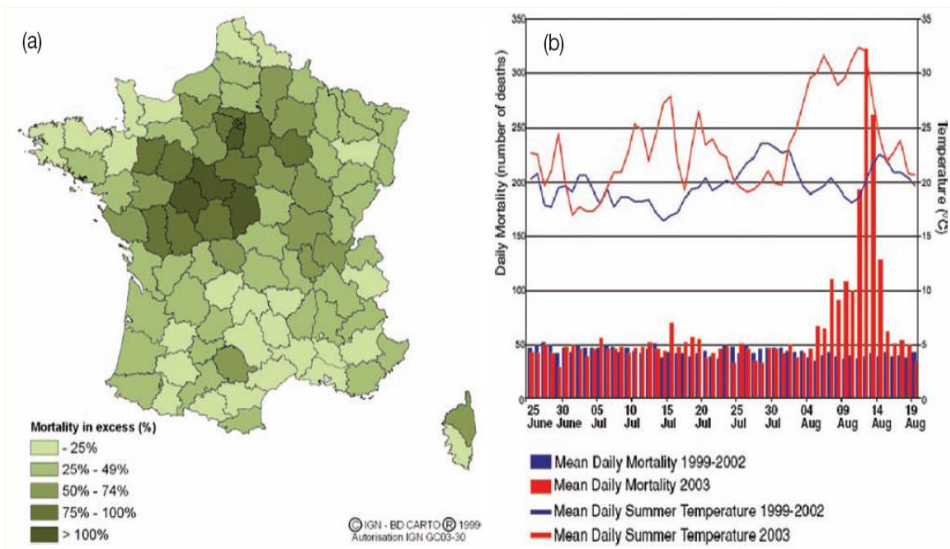 (a)
Mortality in excess (%)
- 25%
25% - 49%
50% - 74%
75% - 100%
> 100%
Ⓒ IGN - BD CARTO Ⓡ 1999
Autorisation IGN GC03-30
(b)
Daily Mortality (number of deaths)
350
300
250
200
150
100
50
0
35
30
25
20
15
10
5
0
Temperature (°C)
25 30 05 10 15 20 25 30 04 09 14 19
June June Jul Jul Jul Jul Jul Jul Aug Aug Aug Aug
Mean Daily Mortality 1999-2002
Mean Daily Mortality 2003
Mean Daily Summer Temperature 1999-2002
Mean Daily Summer Temperature 2003